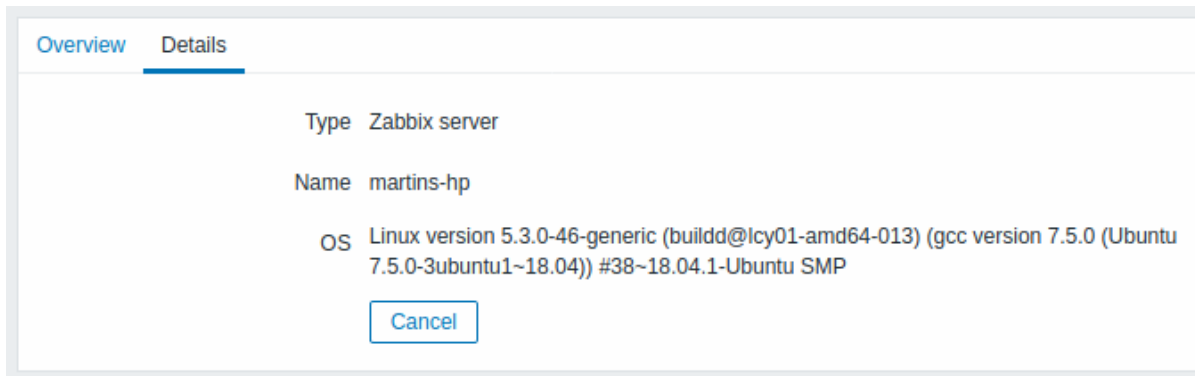 Overview Details
Type Zabbix server
Name martins-hp
OS Linux version 5.3.0-46-generic (buildd@lcy01-amd64-013) (gcc version 7.5.0 (Ubuntu
7.5.0-3ubuntu1~18.04)) #38~18.04.1-Ubuntu SMP
Cancel